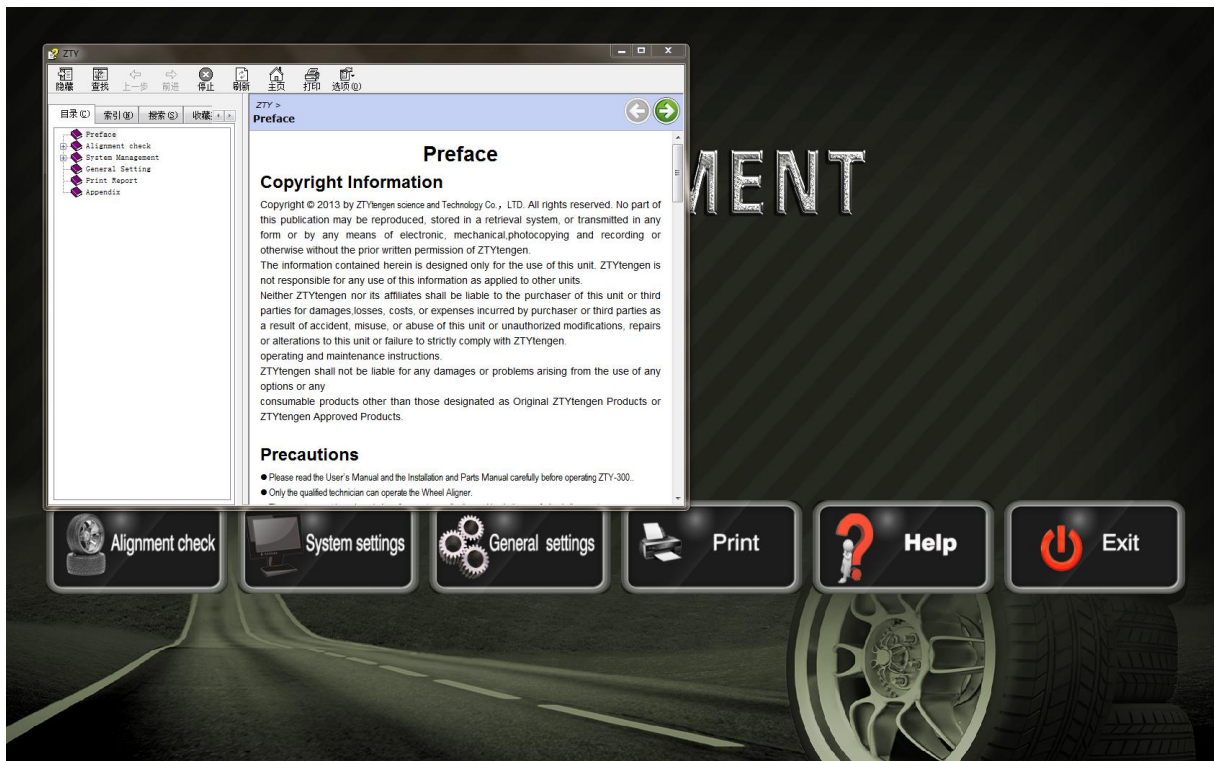 ZTY
隐藏 查找 上一步 前进 停止 刷新 主页 打印 选项(O)
目录(C) 索引(N) 搜索(S) 收藏
Preface
Alignment check
System Management
General Setting
Print Report
Appendix
ZTY >
Preface
Preface
Copyright Information
Copyright © 2013 by ZTYtengen science and Technology Co., LTD. All rights reserved. No part of
this publication may be reproduced, stored in a retrieval system, or transmitted in any
form or by any means of electronic, mechanical,photocopying and recording or
otherwise without the prior written permission of ZTYtengen.
The information contained herein is designed only for the use of this unit. ZTYtengen is
not responsible for any use of this information as applied to other units.
Neither ZTYtengen nor its affiliates shall be liable to the purchaser of this unit or third
parties for damages,losses, costs, or expenses incurred by purchaser or third parties as
a result of accident, misuse, or abuse of this unit or unauthorized modifications, repairs
or alterations to this unit or failure to strictly comply with ZTYtengen.
operating and maintenance instructions.
ZTYtengen shall not be liable for any damages or problems arising from the use of any
options or any
consumable products other than those designated as Original ZTYtengen Products or
ZTYtengen Approved Products.
Precautions
● Please read the User's Manual and the Installation and Parts Manual carefully before operating ZTY-300..
● Only the qualified technician can operate the Wheel Aligner.
MENT
Alignment check
System settings
General settings
Print
Help
Exit